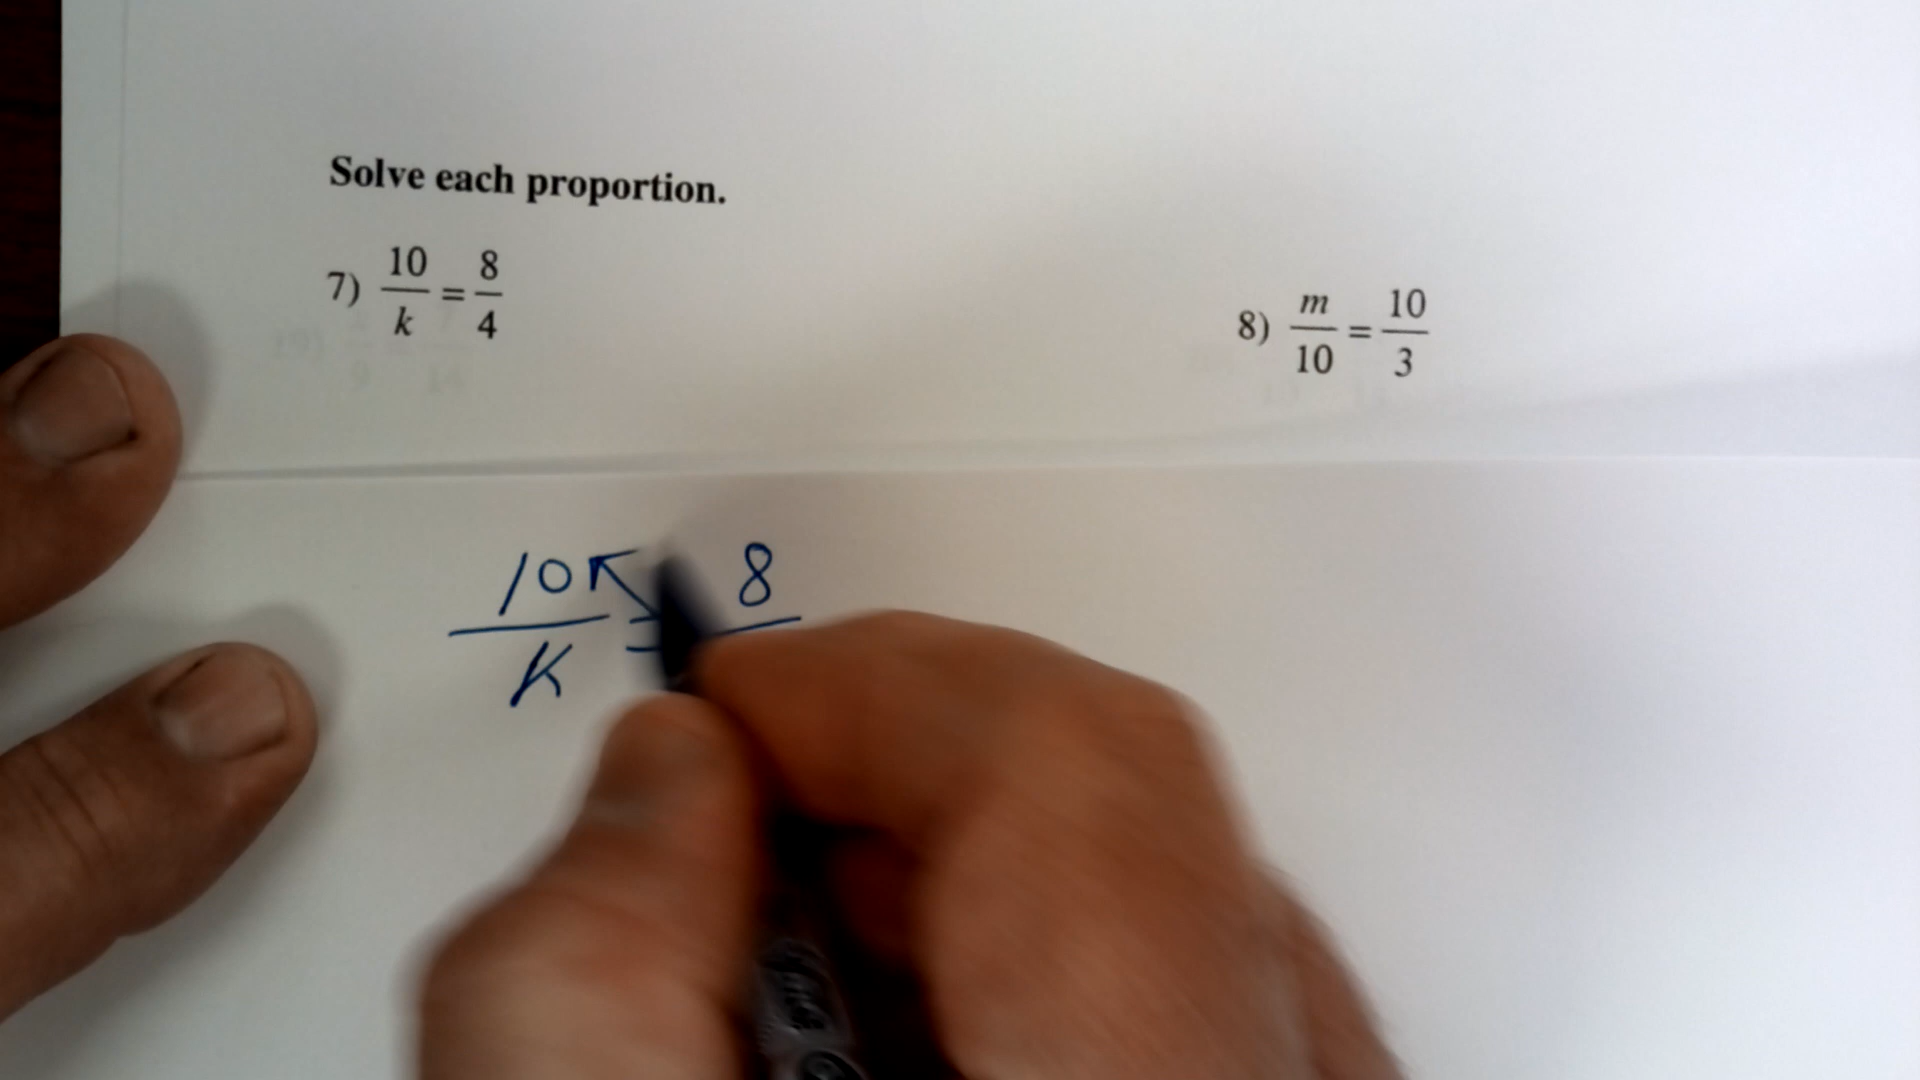 Solve each proportion.
7) 10/k = 8/4
8) m/10 = 10/3
10/K = 8